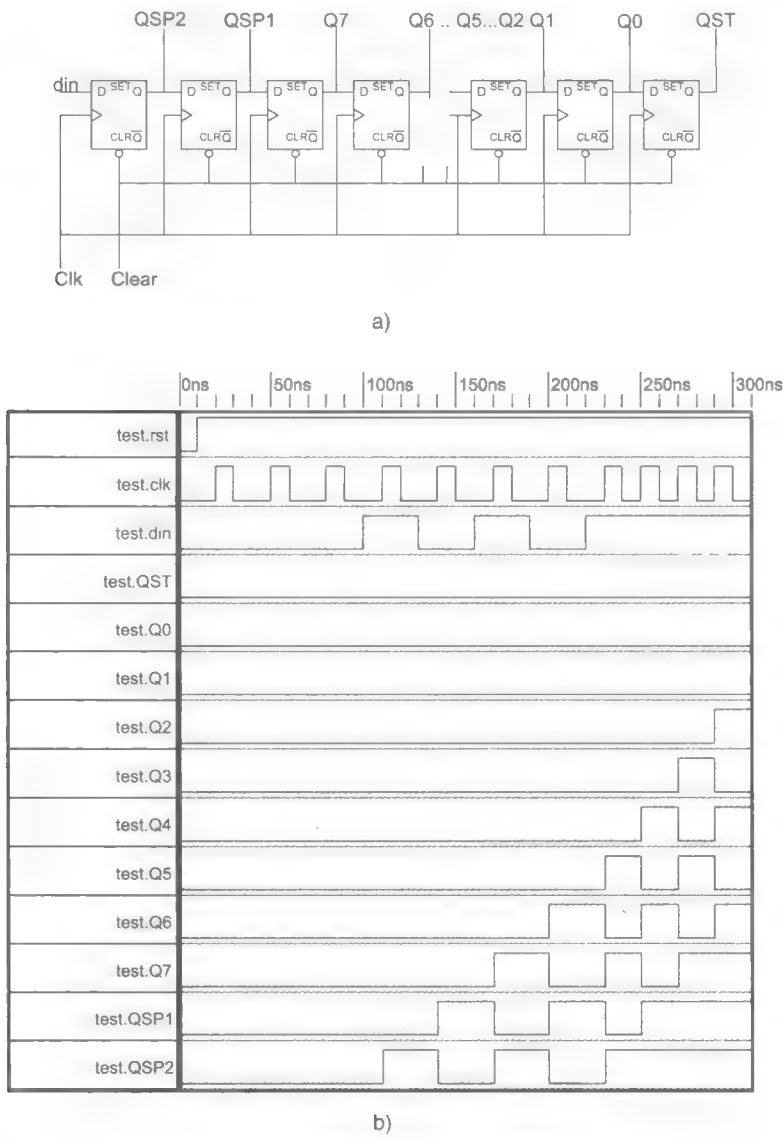 QSP2 QSP1 Q7 Q6 .. Q5...Q2 Q1 Q0 QST
din D SET Q D SET Q D SET Q D SET Q D SET Q D SET Q D SET Q
CLR Q CLR Q CLR Q CLR Q CLR Q CLR Q CLR Q
Clk Clear
a)
0ns 50ns 100ns 150ns 200ns 250ns 300ns
test.rst
test.clk
test.din
test.QST
test.Q0
test.Q1
test.Q2
test.Q3
test.Q4
test.Q5
test.Q6
test.Q7
test.QSP1
test.QSP2
b)